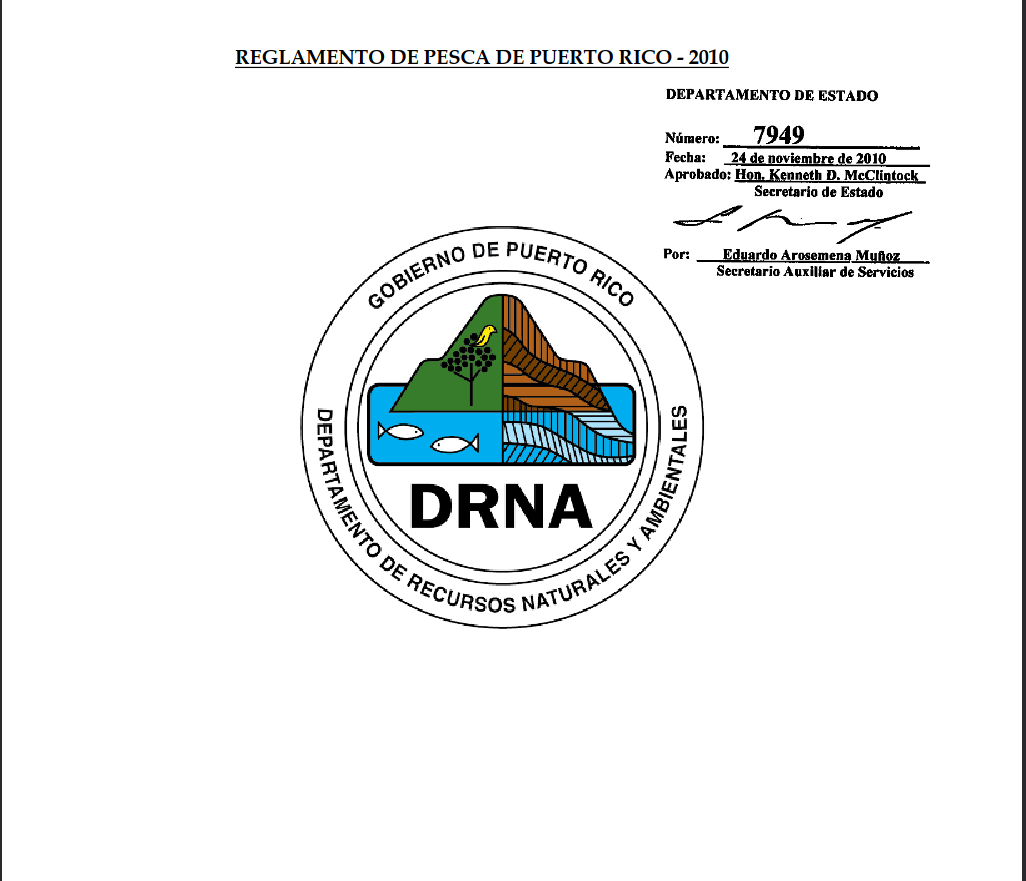 REGLAMENTO DE PESCA DE PUERTO RICO - 2010
DEPARTAMENTO DE ESTADO
Número: 7949
Fecha: 24 de noviembre de 2010
Aprobado: Hon. Kenneth D. McClintock
Secretario de Estado
Por: Eduardo Arosemena Muñoz
Secretario Auxiliar de Servicios
GOBIERNO DE PUERTO RICO
DRNA
DEPARTAMENTO DE RECURSOS NATURALES Y AMBIENTALES